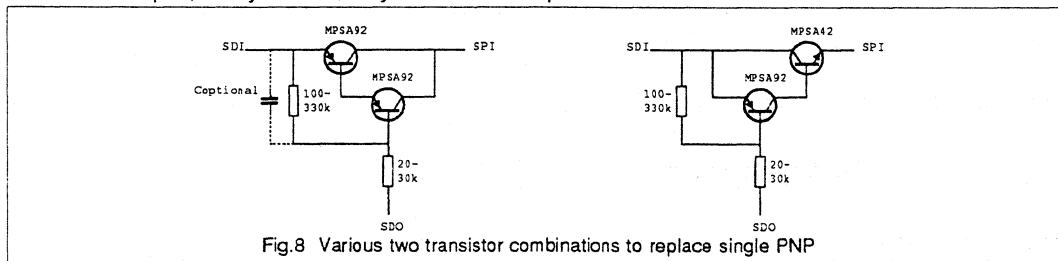 MPSA92
SDI
SPI
MPSA92
Coptional
100-
330k
20-
30k
SDO
MPSA42
SDI
SPI
MPSA92
100-
330k
20-
30k
SDO
Fig.8 Various two transistor combinations to replace single PNP